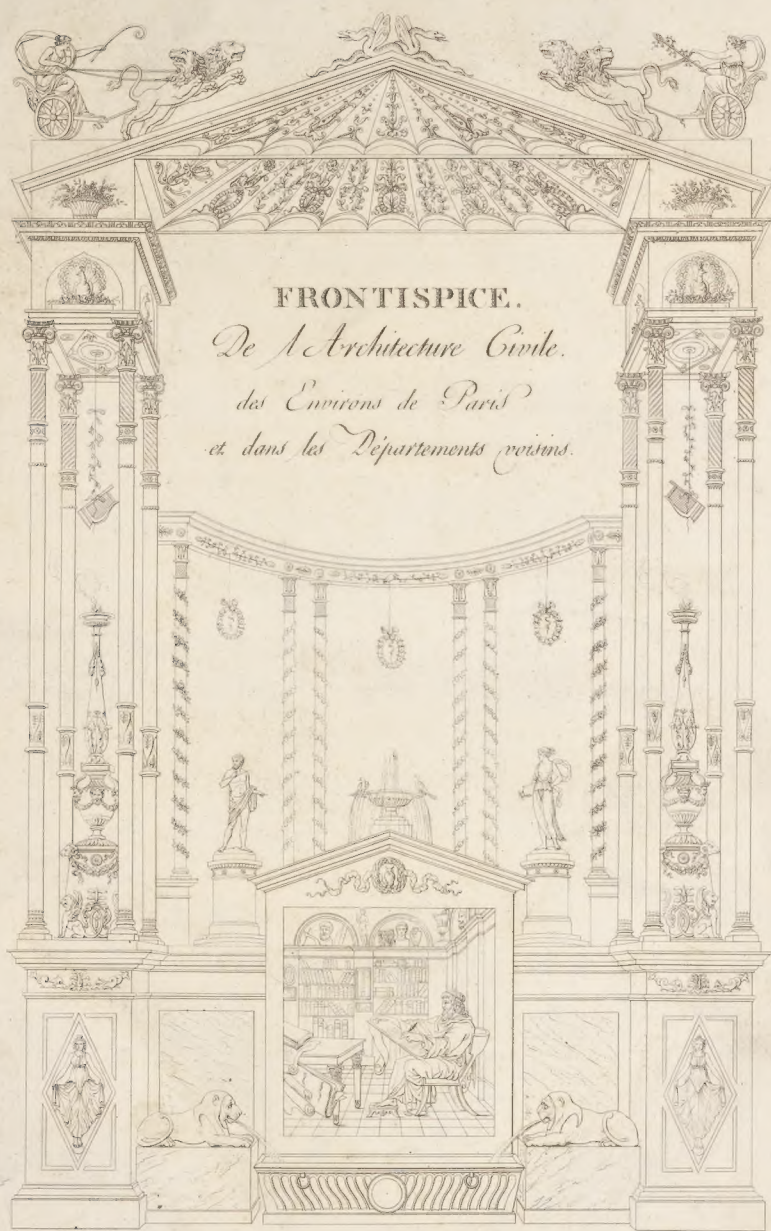 FRONTISPICE.
De l Architecture Civile.
des Environs de Paris
et dans les Départements voisins.